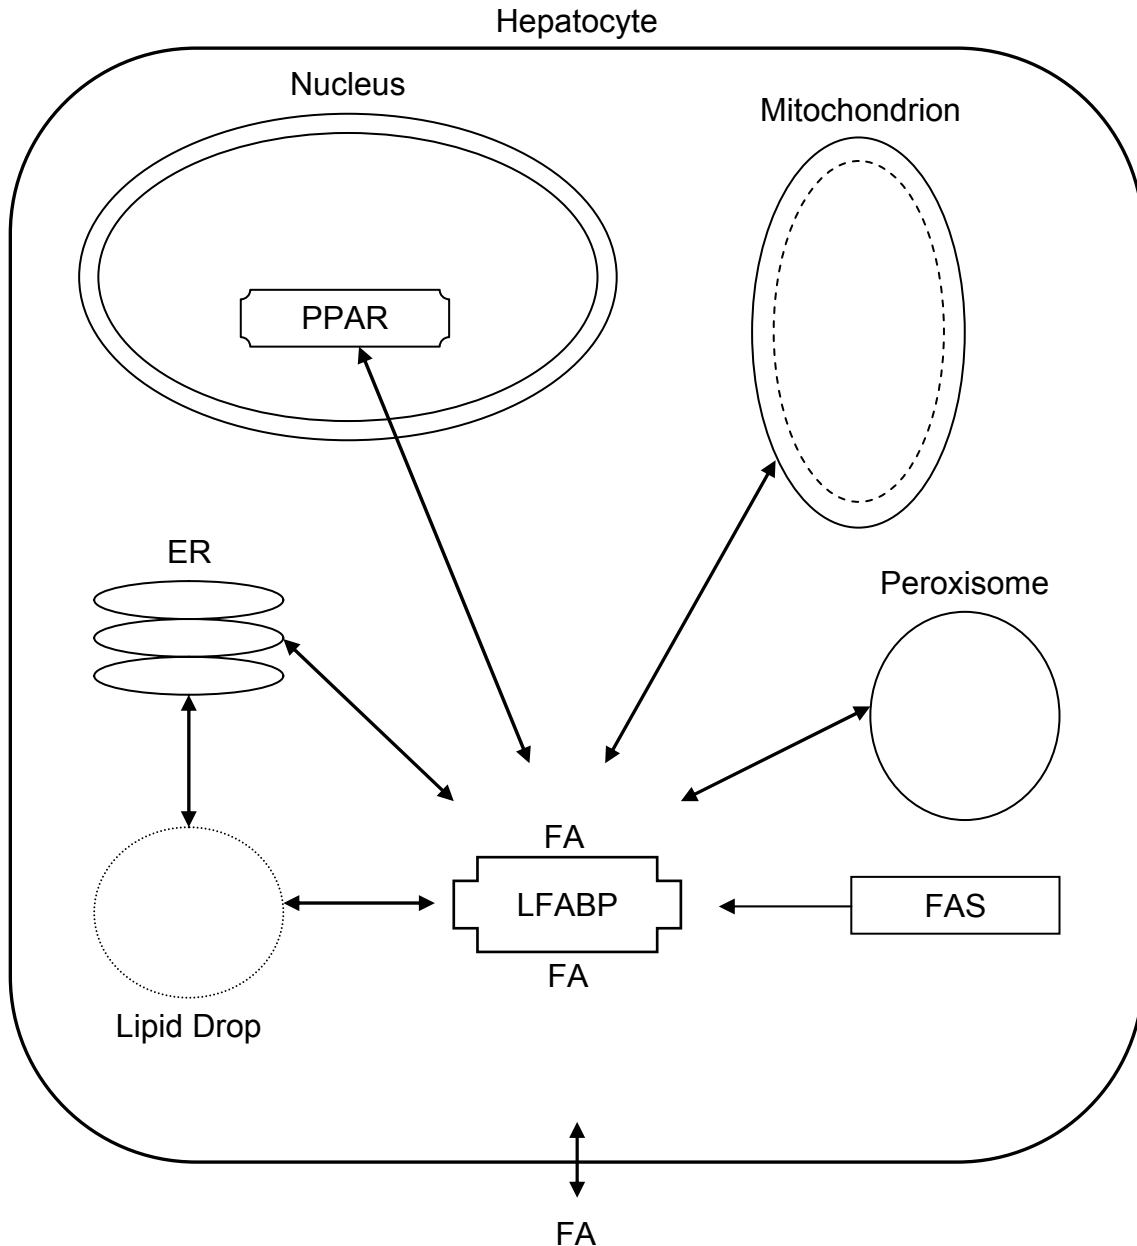 Hepatocyte
Nucleus
Mitochondrion
PPAR
ER
Peroxisome
FA
LFABP
FAS
FA
Lipid Drop
FA